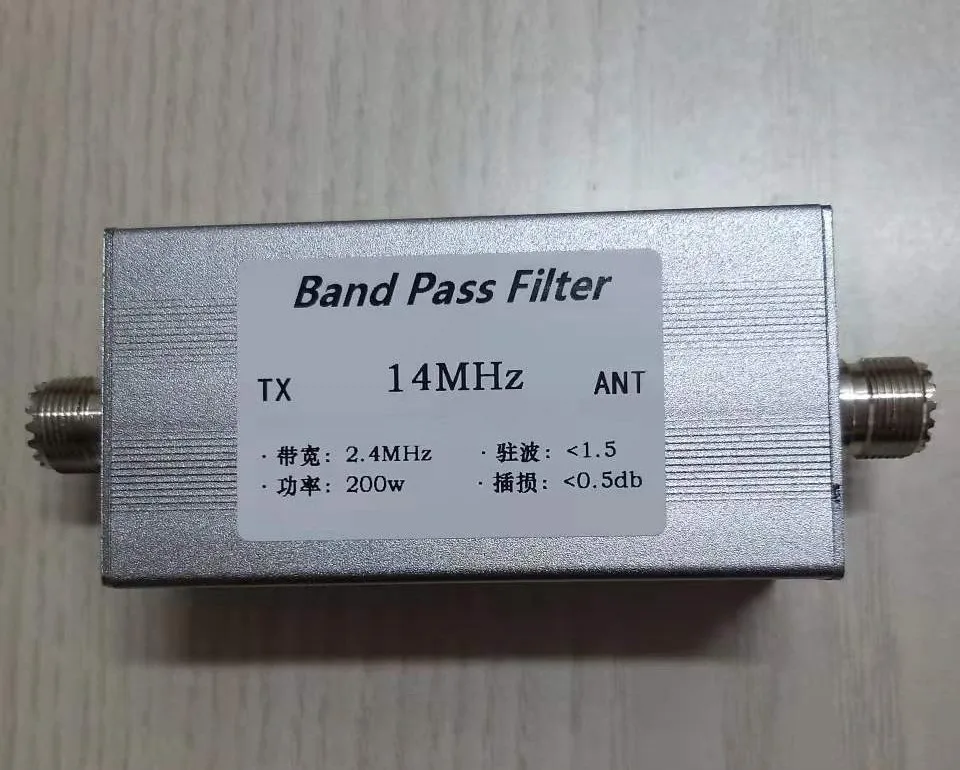 Band Pass Filter
TX 14MHz ANT
· 带宽: 2.4MHz · 驻波: <1.5
· 功率: 200w · 插损: <0.5db